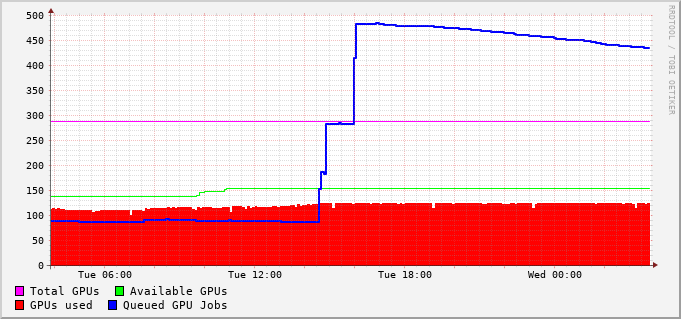 500
450
400
350
300
250
200
150
100
50
0
Tue 06:00 Tue 12:00 Tue 18:00 Wed 00:00
Total GPUs Available GPUs
GPUs used Queued GPU Jobs
RRDTOOL / TOBI OETIKER